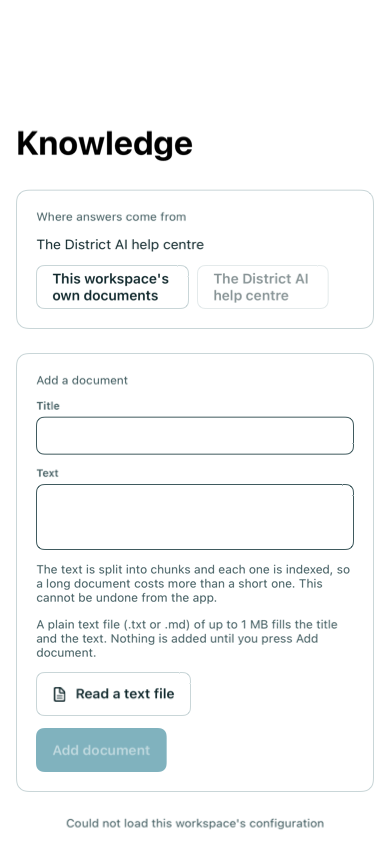 Knowledge
Where answers come from
The District AI help centre
This workspace's
own documents
The District AI
help centre
Add a document
Title
Text
The text is split into chunks and each one is indexed, so
a long document costs more than a short one. This
cannot be undone from the app.
A plain text file (.txt or .md) of up to 1 MB fills the title
and the text. Nothing is added until you press Add
document.
Read a text file
Add document
Could not load this workspace's configuration